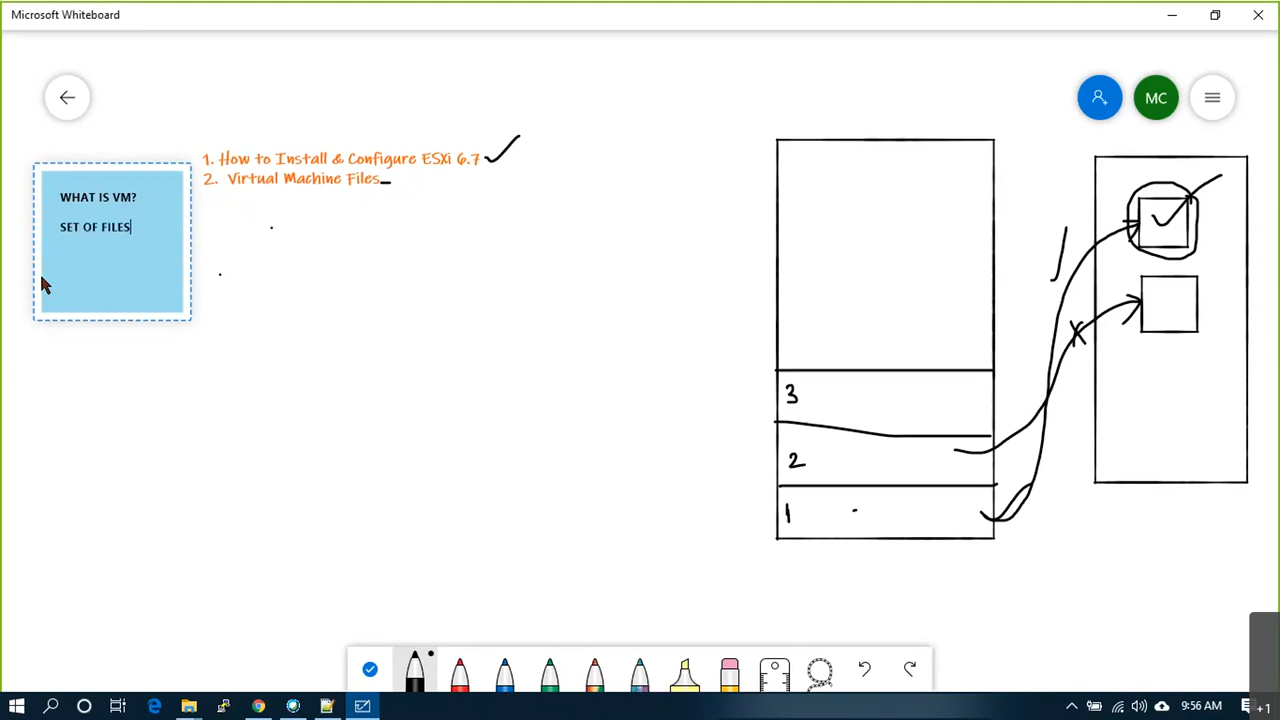 Microsoft Whiteboard
MC
1. How to Install & Configure ESXi 6.7
2. Virtual Machine Files
WHAT IS VM?
SET OF FILES
3
2
1
9:56 AM
+1